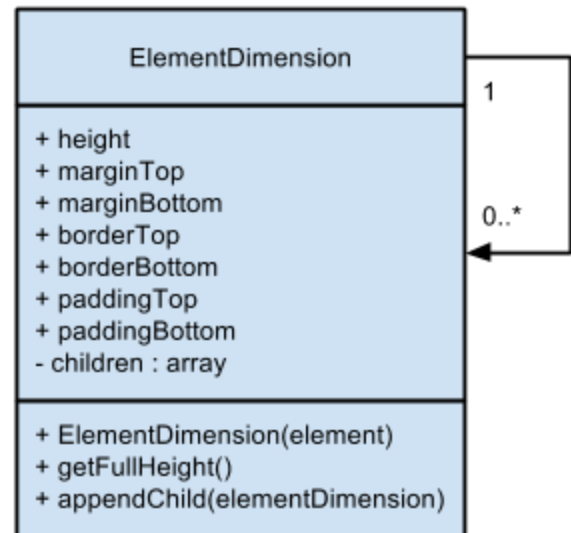 ElementDimension
1
+ height
+ marginTop
+ marginBottom
0..*
+ borderTop
+ borderBottom
+ paddingTop
+ paddingBottom
- children : array
+ ElementDimension(element)
+ getFullHeight()
+ appendChild(elementDimension)